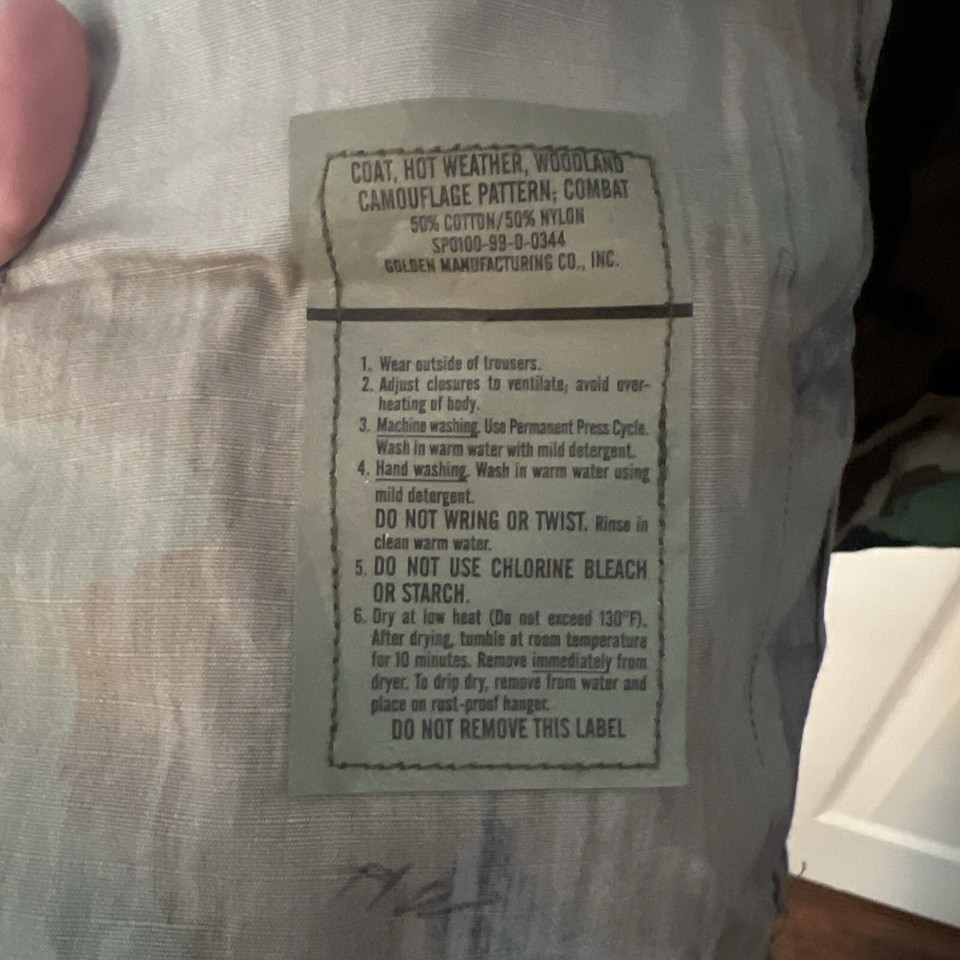 COAT, HOT WEATHER, WOODLAND
CAMOUFLAGE PATTERN; COMBAT
50% COTTON/50% NYLON
SPO100-99-D-0344
GOLDEN MANUFACTURING CO., INC.
1. Wear outside of trousers.
2. Adjust closures to ventilate; avoid over-
heating of body.
3. Machine washing. Use Permanent Press Cycle.
Wash in warm water with mild detergent.
4. Hand washing. Wash in warm water using
mild detergent.
DO NOT WRING OR TWIST. Rinse in
clean warm water.
5. DO NOT USE CHLORINE BLEACH
OR STARCH.
6. Dry at low heat (Do not exceed 130°F).
After drying, tumble at room temperature
for 10 minutes. Remove immediately from
dryer. To drip dry, remove from water and
place on rust-proof hanger.
DO NOT REMOVE THIS LABEL